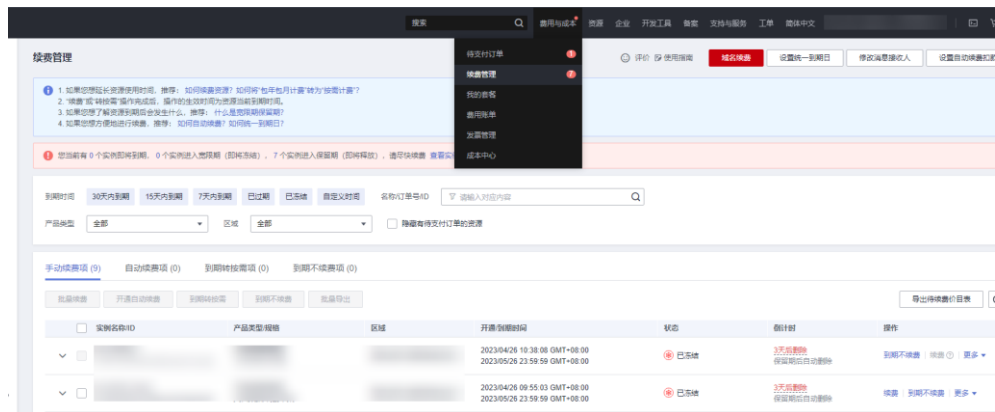 搜索 费用与成本 资源 企业 开发工具 备案 支持与服务 工单 简体中文
续费管理
评价 使用指南 域名续费 设置统一到期日 修改消息接收人 设置自动续费扣款
待支付订单 1
续费管理 7
我的套餐
费用账单
发票管理
成本中心
1. 如果您想延长资源使用时间，推荐： 如何续费资源? 如何将“包年包月计费”转为“按需计费”?
2. “续费”或“转按需”操作完成后，操作的生效时间为资源当前到期时间。
3. 如果您想了解资源到期后会发生什么，推荐： 什么是宽限期保留期?
4. 如果您想方便地进行续费，推荐： 如何自动续费? 如何统一到期日?
您当前有 0 个实例即将到期，0 个实例进入宽限期（即将冻结），7 个实例进入保留期（即将释放），请尽快续费 查看实
到期时间 30天内到期 15天内到期 7天内到期 已过期 已冻结 自定义时间 名称/订单号/ID 请输入对应内容
产品类型 全部 区域 全部 隐藏有待支付订单的资源
手动续费项 (9) 自动续费项 (0) 到期转按需项 (0) 到期不续费项 (0)
批量续费 开通自动续费 到期转按需 到期不续费 批量导出 导出待续费价目表
实例名称/ID 产品类型/规格 区域 开通/到期时间 状态 倒计时 操作
2023/04/26 10:38:08 GMT+08:00
2023/05/26 23:59:59 GMT+08:00
已冻结
3天后删除
保留期后自动删除
到期不续费 续费 更多
2023/04/26 09:55:03 GMT+08:00
2023/05/26 23:59:59 GMT+08:00
已冻结
3天后删除
保留期后自动删除
续费 到期不续费 更多